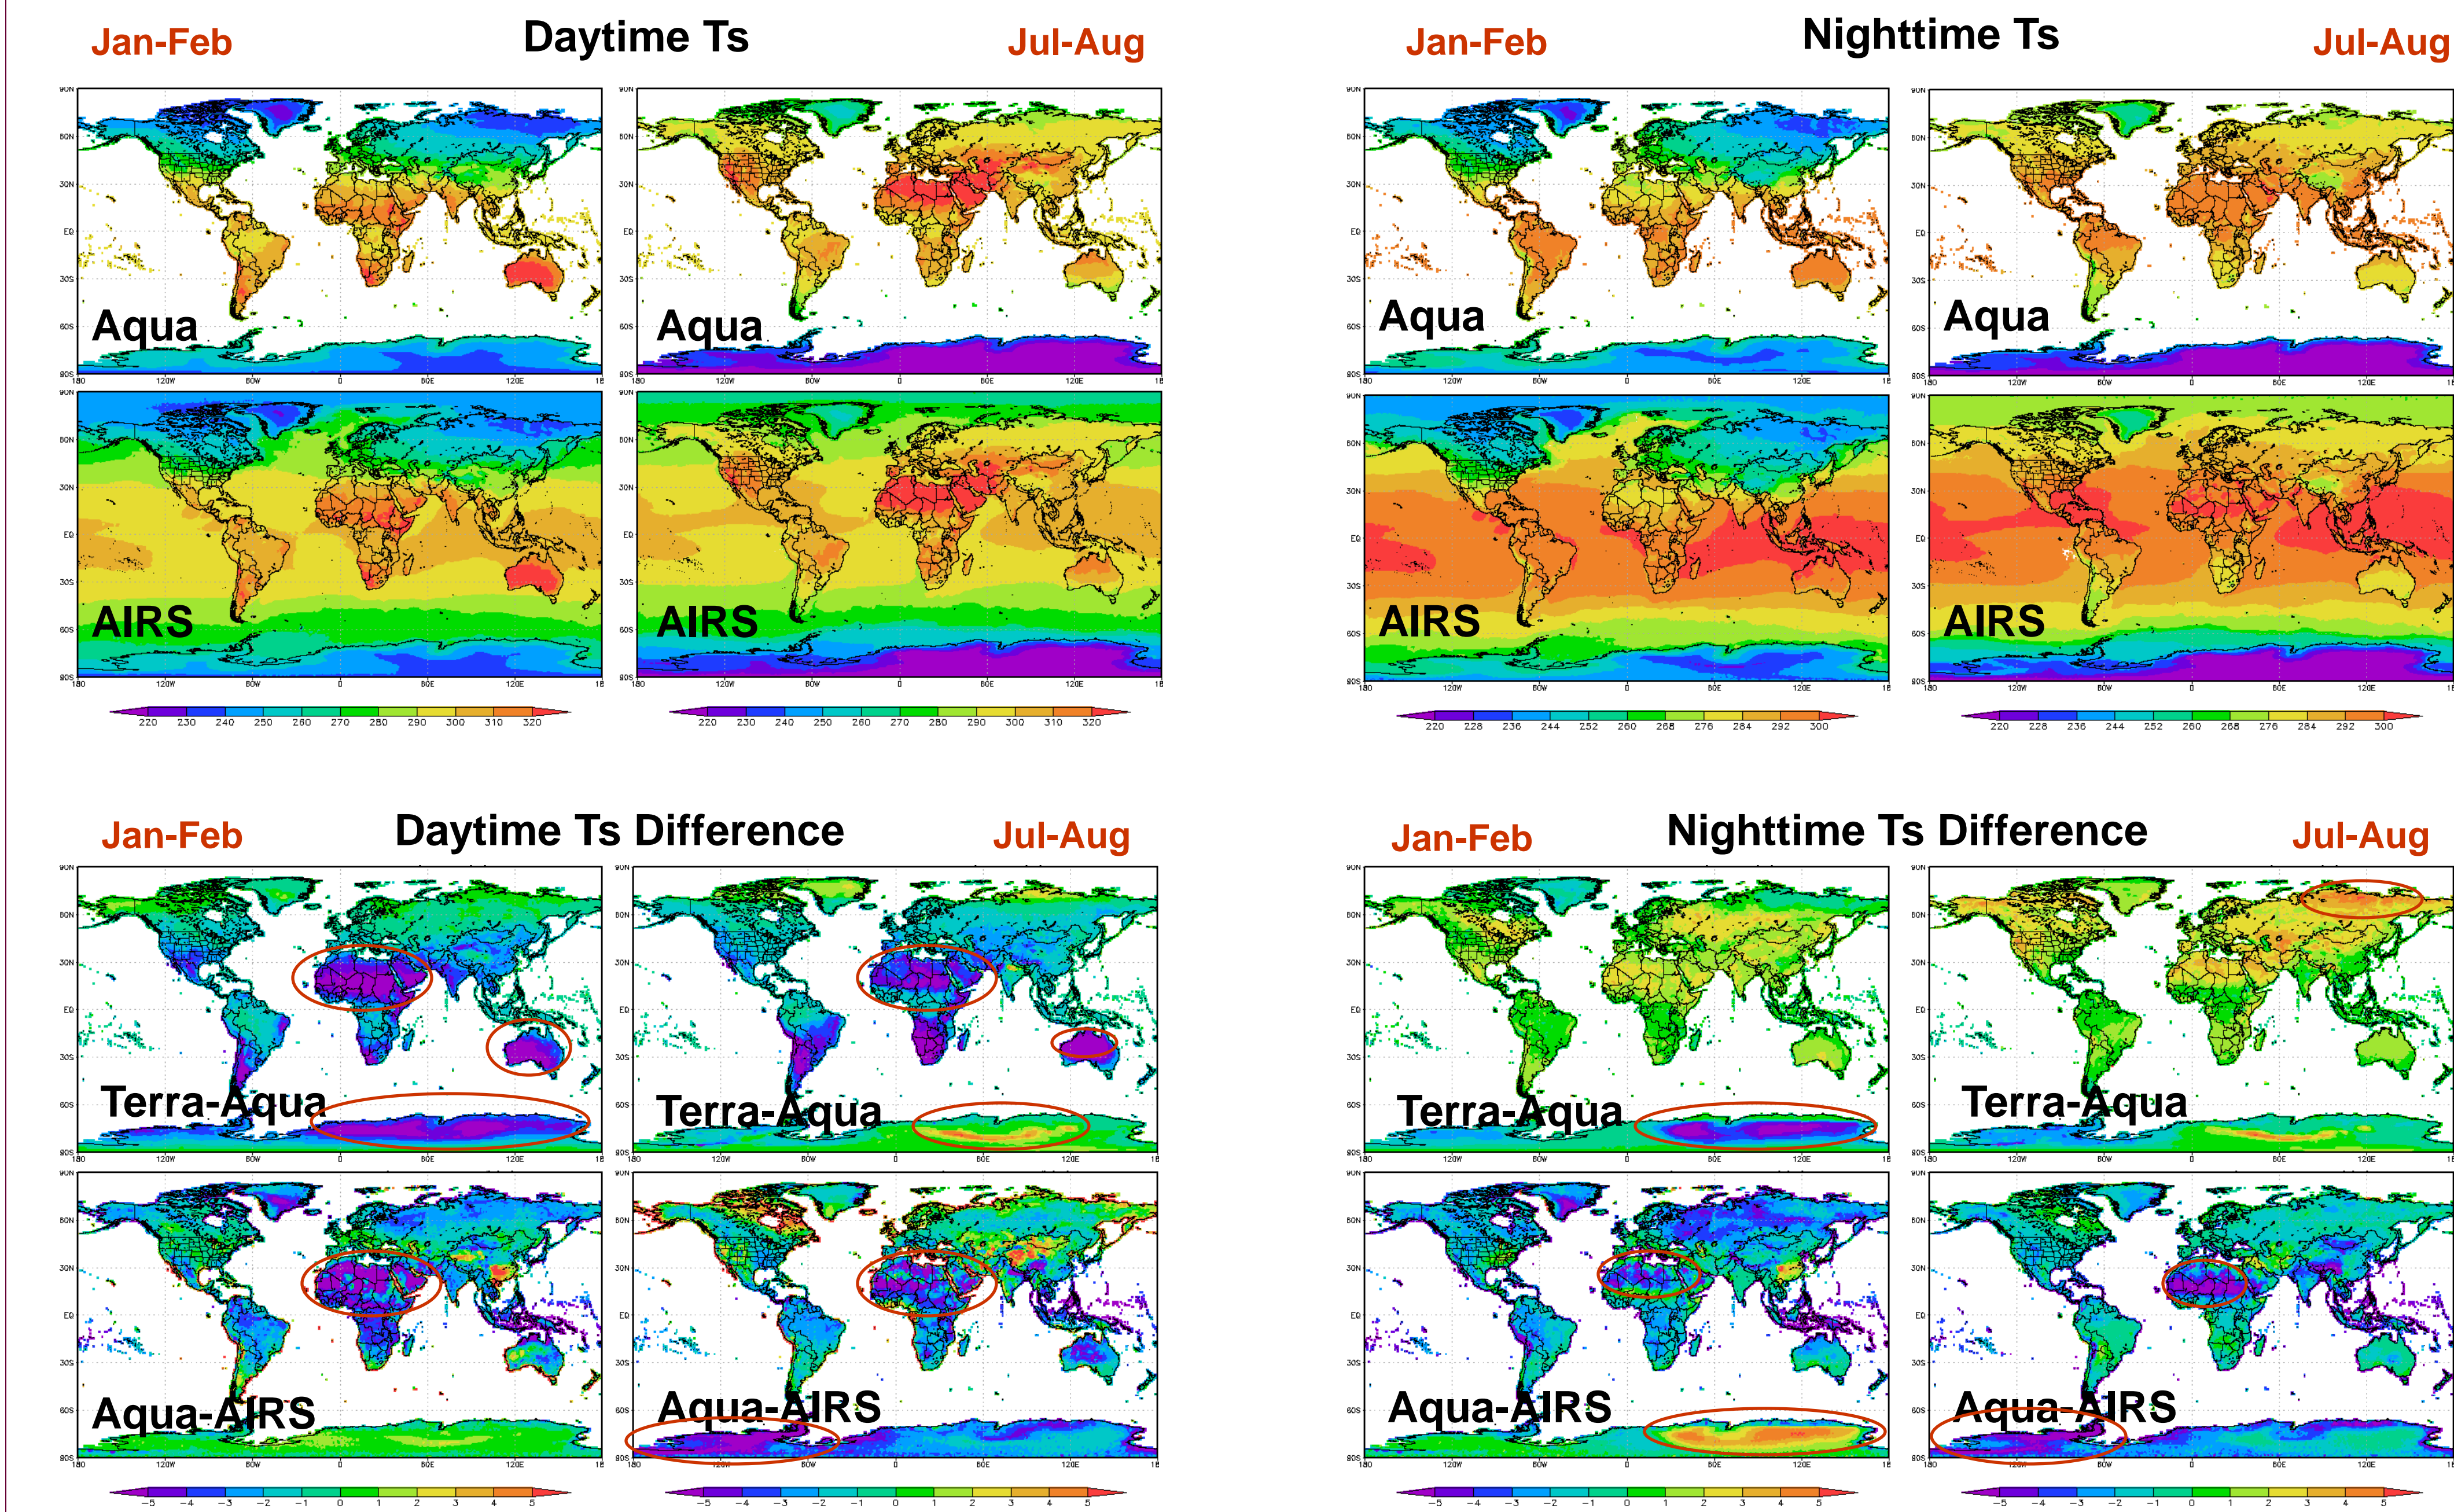 Daytime Ts
Jan-Feb
Jul-Aug
Aqua
Aqua
AIRS
AIRS
220 230 240 250 260 270 280 290 300 310 320
220 230 240 250 260 270 280 290 300 310 320
Nighttime Ts
Jan-Feb
Jul-Aug
Aqua
Aqua
AIRS
AIRS
220 228 236 244 252 260 268 276 284 292 300
220 228 236 244 252 260 268 276 284 292 300
Daytime Ts Difference
Jan-Feb
Jul-Aug
Terra-Aqua
Terra-Aqua
Aqua-AIRS
Aqua-AIRS
-5 -4 -3 -2 -1 0 1 2 3 4 5
-5 -4 -3 -2 -1 0 1 2 3 4 5
Nighttime Ts Difference
Jan-Feb
Jul-Aug
Terra-Aqua
Terra-Aqua
Aqua-AIRS
Aqua-AIRS
-5 -4 -3 -2 -1 0 1 2 3 4 5
-5 -4 -3 -2 -1 0 1 2 3 4 5